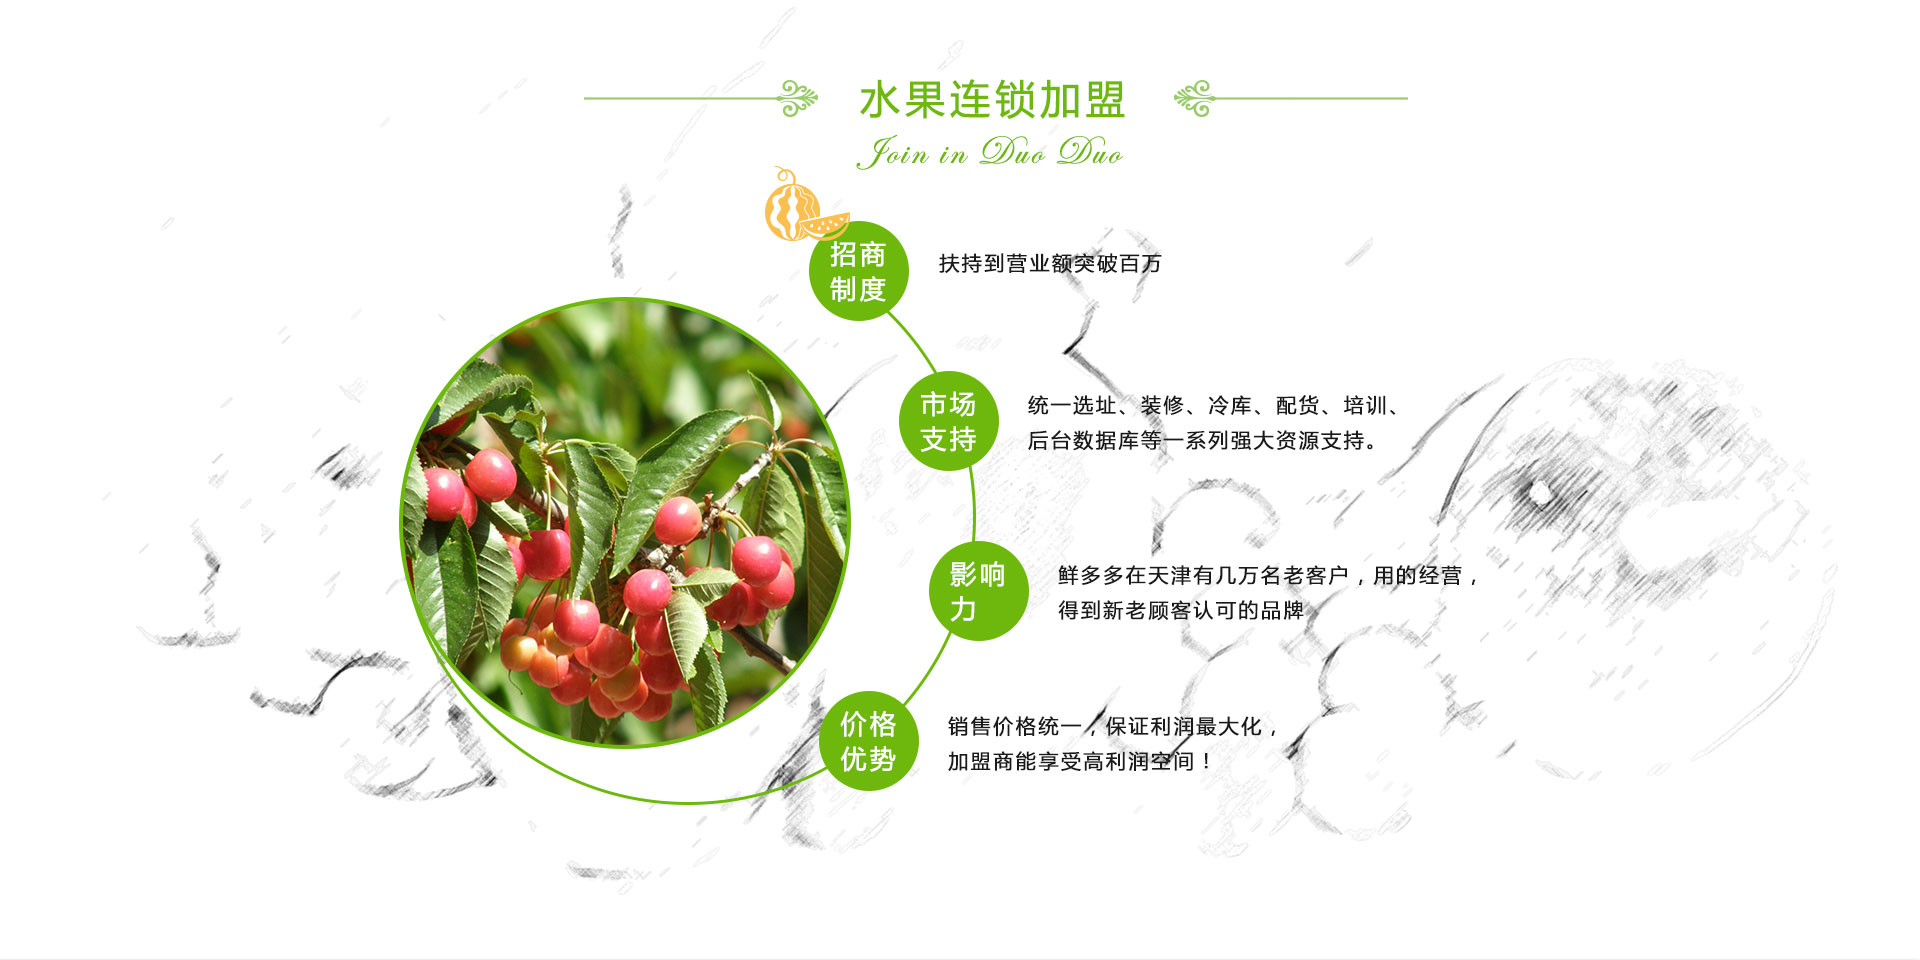 水果连锁加盟
Join in Duo Duo
招商
制度
扶持到营业额突破百万
市场
支持
统一选址、装修、冷库、配货、培训、
后台数据库等一系列强大资源支持。
影响
力
鲜多多在天津有几万名老客户，用的经营，
得到新老顾客认可的品牌
价格
优势
销售价格统一，保证利润最大化，
加盟商能享受高利润空间！